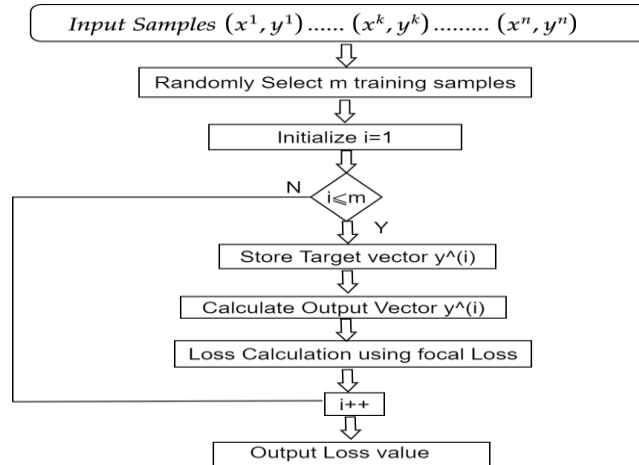 Input Samples (x¹, y¹) ...... (xᵏ, yᵏ) ......... (xⁿ, yⁿ)
Randomly Select m training samples
Initialize i=1
N
i⩽m
Y
Store Target vector y^(i)
Calculate Output Vector y^(i)
Loss Calculation using focal Loss
i++
Output Loss value